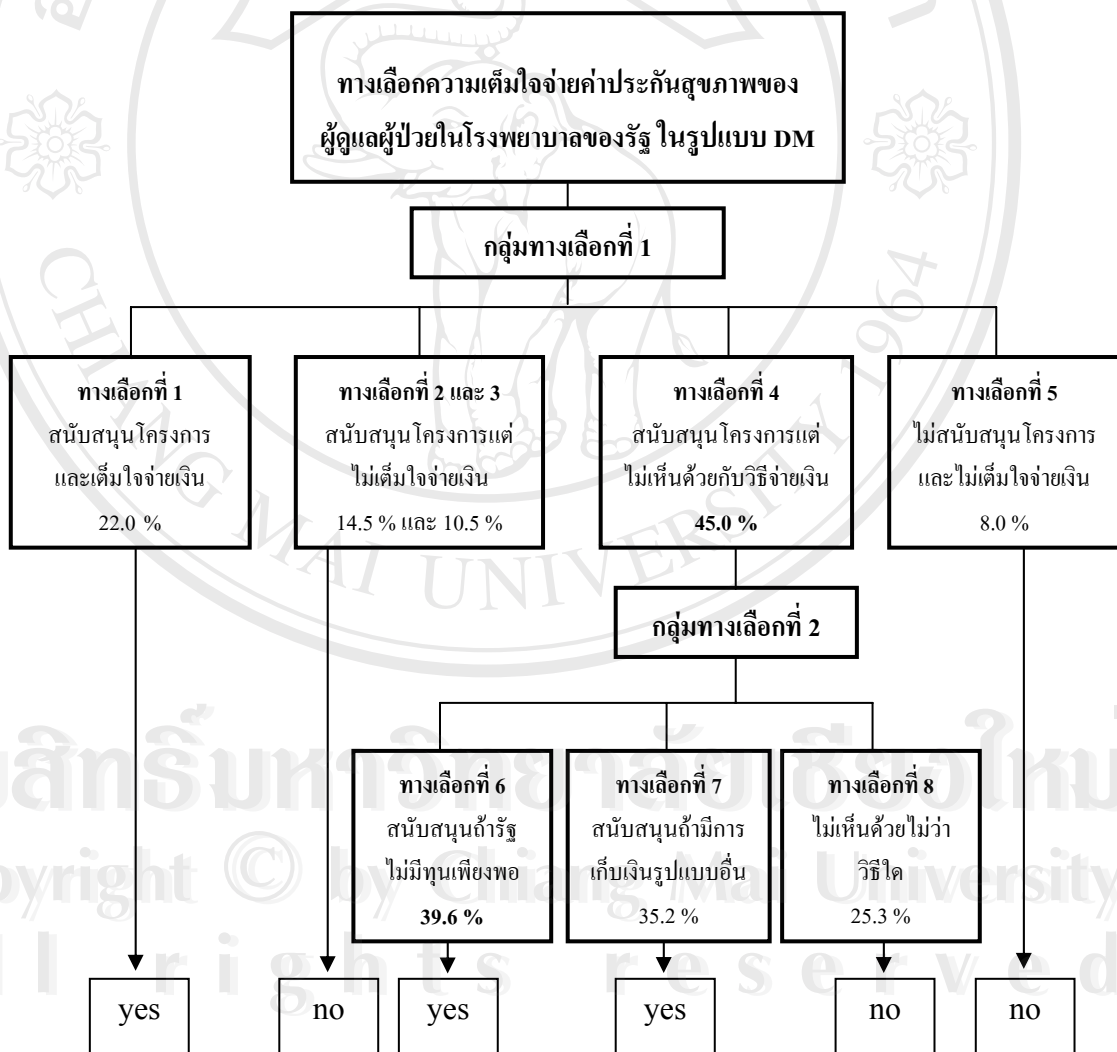 ทางเลือกความเต็มใจจ่ายค่าประกันสุขภาพของ
ผู้ดูแลผู้ป่วยในโรงพยาบาลของรัฐ ในรูปแบบ DM
กลุ่มทางเลือกที่ 1
ทางเลือกที่ 1
สนับสนุนโครงการ
และเต็มใจจ่ายเงิน
22.0 %
ทางเลือกที่ 2 และ 3
สนับสนุนโครงการแต่
ไม่เต็มใจจ่ายเงิน
14.5 % และ 10.5 %
ทางเลือกที่ 4
สนับสนุนโครงการแต่
ไม่เห็นด้วยกับวิธีจ่ายเงิน
45.0 %
ทางเลือกที่ 5
ไม่สนับสนุนโครงการ
และไม่เต็มใจจ่ายเงิน
8.0 %
กลุ่มทางเลือกที่ 2
ทางเลือกที่ 6
สนับสนุนถ้ารัฐ
ไม่มีทุนเพียงพอ
39.6 %
ทางเลือกที่ 7
สนับสนุนถ้ามีการ
เก็บเงินรูปแบบอื่น
35.2 %
ทางเลือกที่ 8
ไม่เห็นด้วยไม่ว่า
วิธีใด
25.3 %
yes
no
yes
yes
no
no
CHIANG MAI UNIVERSITY 1964
© by Chiang Mai University
rights reserved